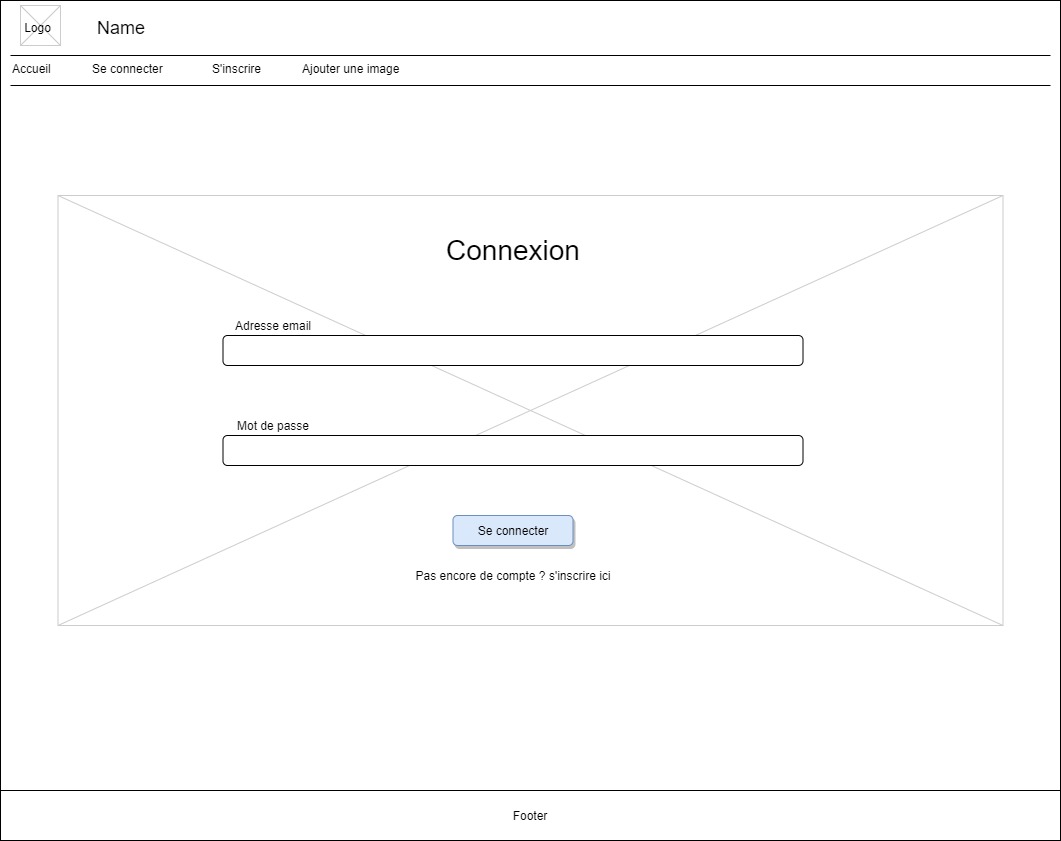 Logo
Name
Accueil
Se connecter
S'inscrire
Ajouter une image
Connexion
Adresse email
Mot de passe
Se connecter
Pas encore de compte ? s'inscrire ici
Footer